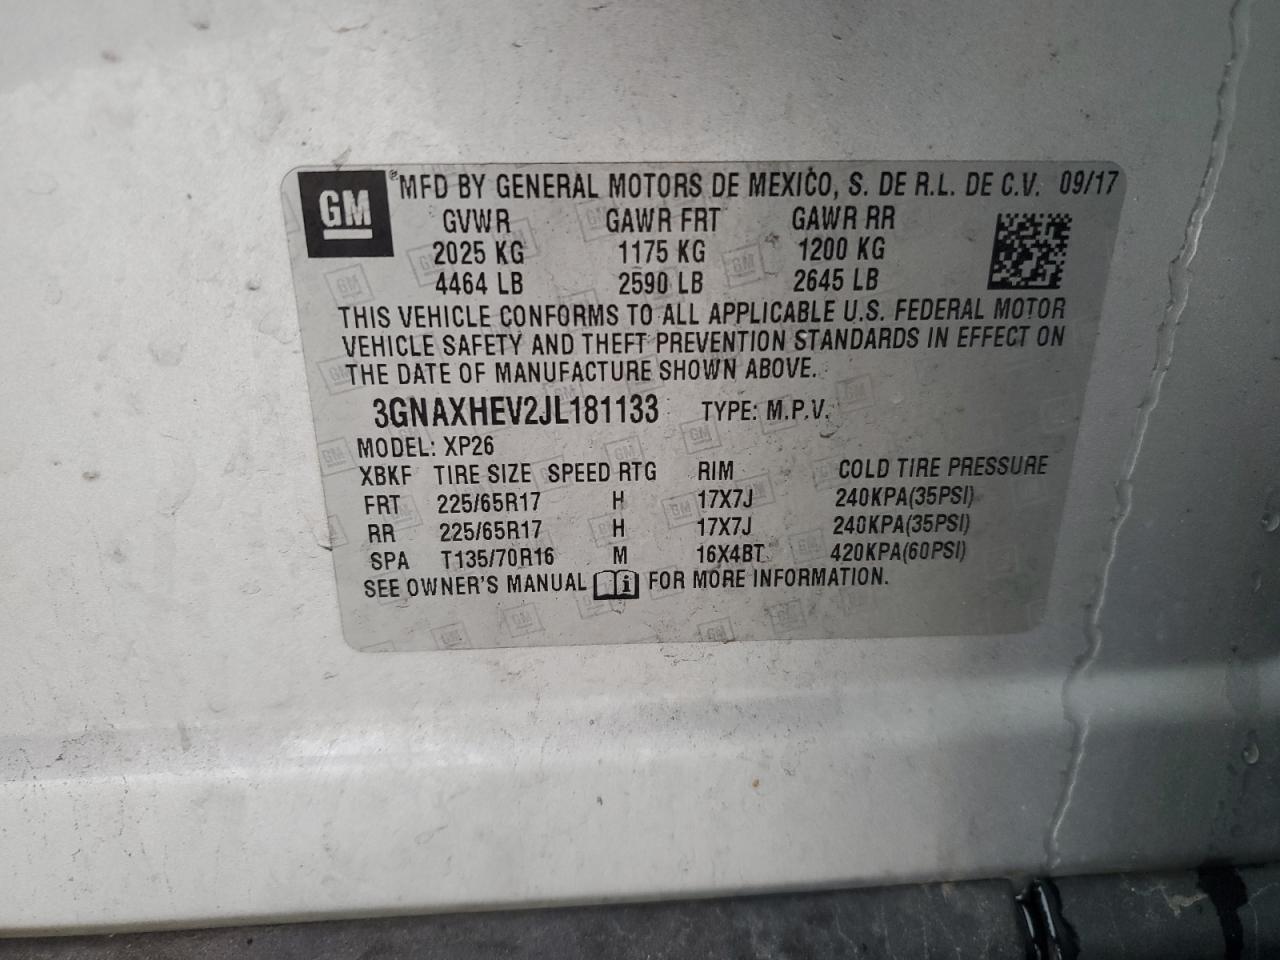 GM
MFD BY GENERAL MOTORS DE MEXICO, S. DE R.L. DE C.V. 09/17
GVWR GAWR FRT GAWR RR
2025 KG 1175 KG 1200 KG
4464 LB 2590 LB 2645 LB
THIS VEHICLE CONFORMS TO ALL APPLICABLE U.S. FEDERAL MOTOR
VEHICLE SAFETY AND THEFT PREVENTION STANDARDS IN EFFECT ON
THE DATE OF MANUFACTURE SHOWN ABOVE.
3GNAXHEV2JL181133 TYPE: M.P.V.
MODEL: XP26
XBKF TIRE SIZE SPEED RTG RIM COLD TIRE PRESSURE
FRT 225/65R17 H 17X7J 240KPA(35PSI)
RR 225/65R17 H 17X7J 240KPA(35PSI)
SPA T135/70R16 M 16X4BT 420KPA(60PSI)
SEE OWNER'S MANUAL FOR MORE INFORMATION.